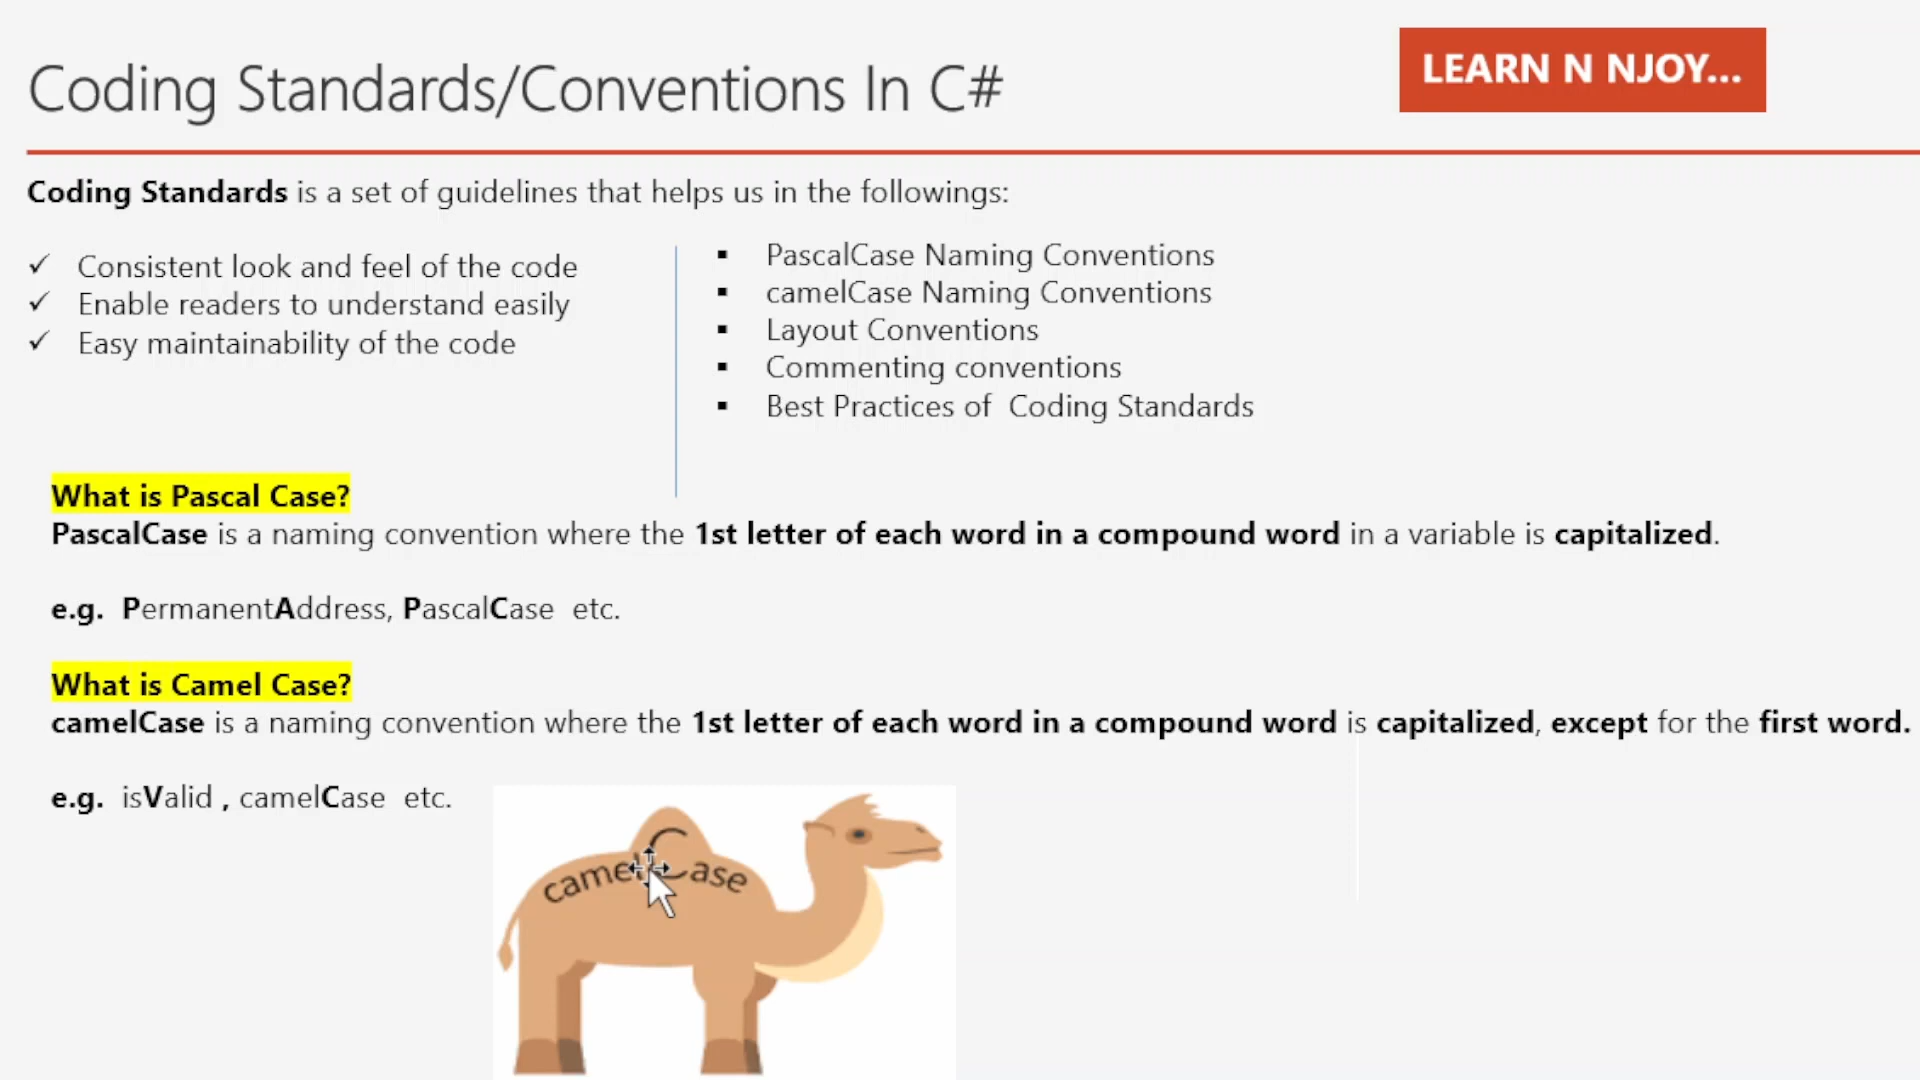 Coding Standards/Conventions In C#
LEARN N NJOY...
Coding Standards is a set of guidelines that helps us in the followings:
✓ Consistent look and feel of the code
✓ Enable readers to understand easily
✓ Easy maintainability of the code
▪ PascalCase Naming Conventions
▪ camelCase Naming Conventions
▪ Layout Conventions
▪ Commenting conventions
▪ Best Practices of Coding Standards
What is Pascal Case?
PascalCase is a naming convention where the 1st letter of each word in a compound word in a variable is capitalized.
e.g. PermanentAddress, PascalCase etc.
What is Camel Case?
camelCase is a naming convention where the 1st letter of each word in a compound word is capitalized, except for the first word.
e.g. isValid , camelCase etc.
camelCase